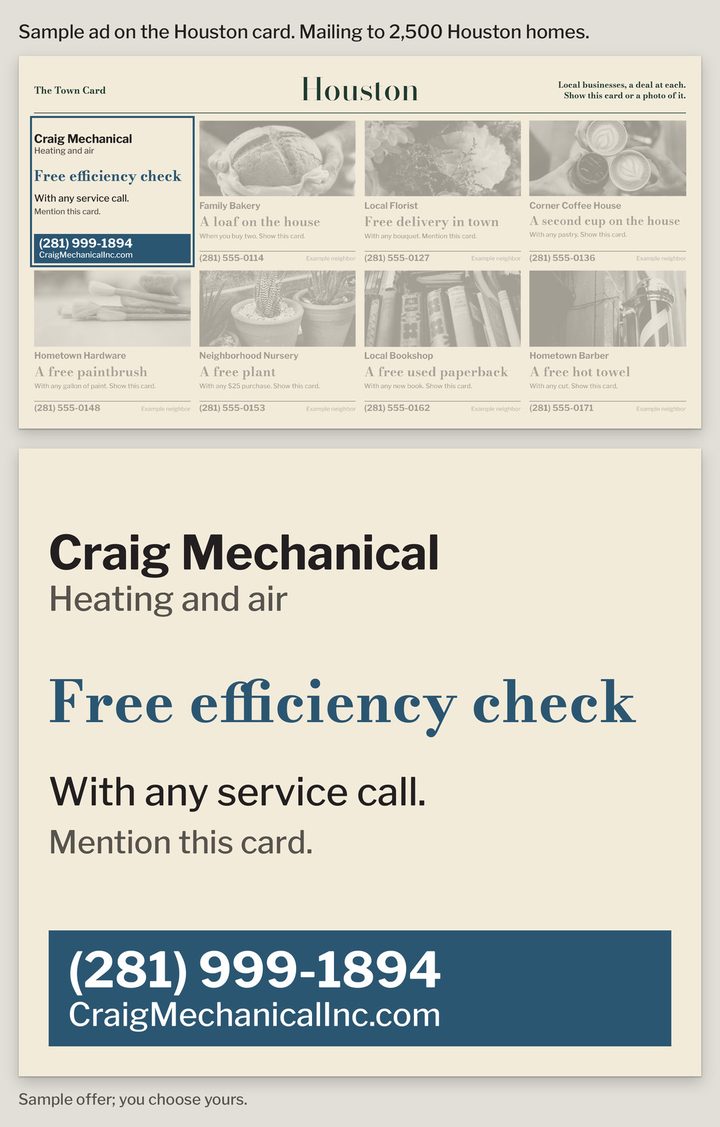 Sample ad on the Houston card. Mailing to 2,500 Houston homes.
The Town Card
Houston
Local businesses, a deal at each.
Show this card or a photo of it.
Craig Mechanical
Heating and air
Free efficiency check
With any service call.
Mention this card.
(281) 999-1894
CraigMechanicalInc.com
Family Bakery
A loaf on the house
When you buy two. Show this card.
(281) 555-0114
Example neighbor
Local Florist
Free delivery in town
With any bouquet. Mention this card.
(281) 555-0127
Example neighbor
Corner Coffee House
A second cup on the house
With any pastry. Show this card.
(281) 555-0136
Example neighbor
Hometown Hardware
A free paintbrush
With any gallon of paint. Show this card.
(281) 555-0148
Example neighbor
Neighborhood Nursery
A free plant
With any $25 purchase. Show this card.
(281) 555-0153
Example neighbor
Local Bookshop
A free used paperback
With any new book. Show this card.
(281) 555-0162
Example neighbor
Hometown Barber
A free hot towel
With any cut. Show this card.
(281) 555-0171
Example neighbor
Craig Mechanical
Heating and air
Free efficiency check
With any service call.
Mention this card.
(281) 999-1894
CraigMechanicalInc.com
Sample offer; you choose yours.